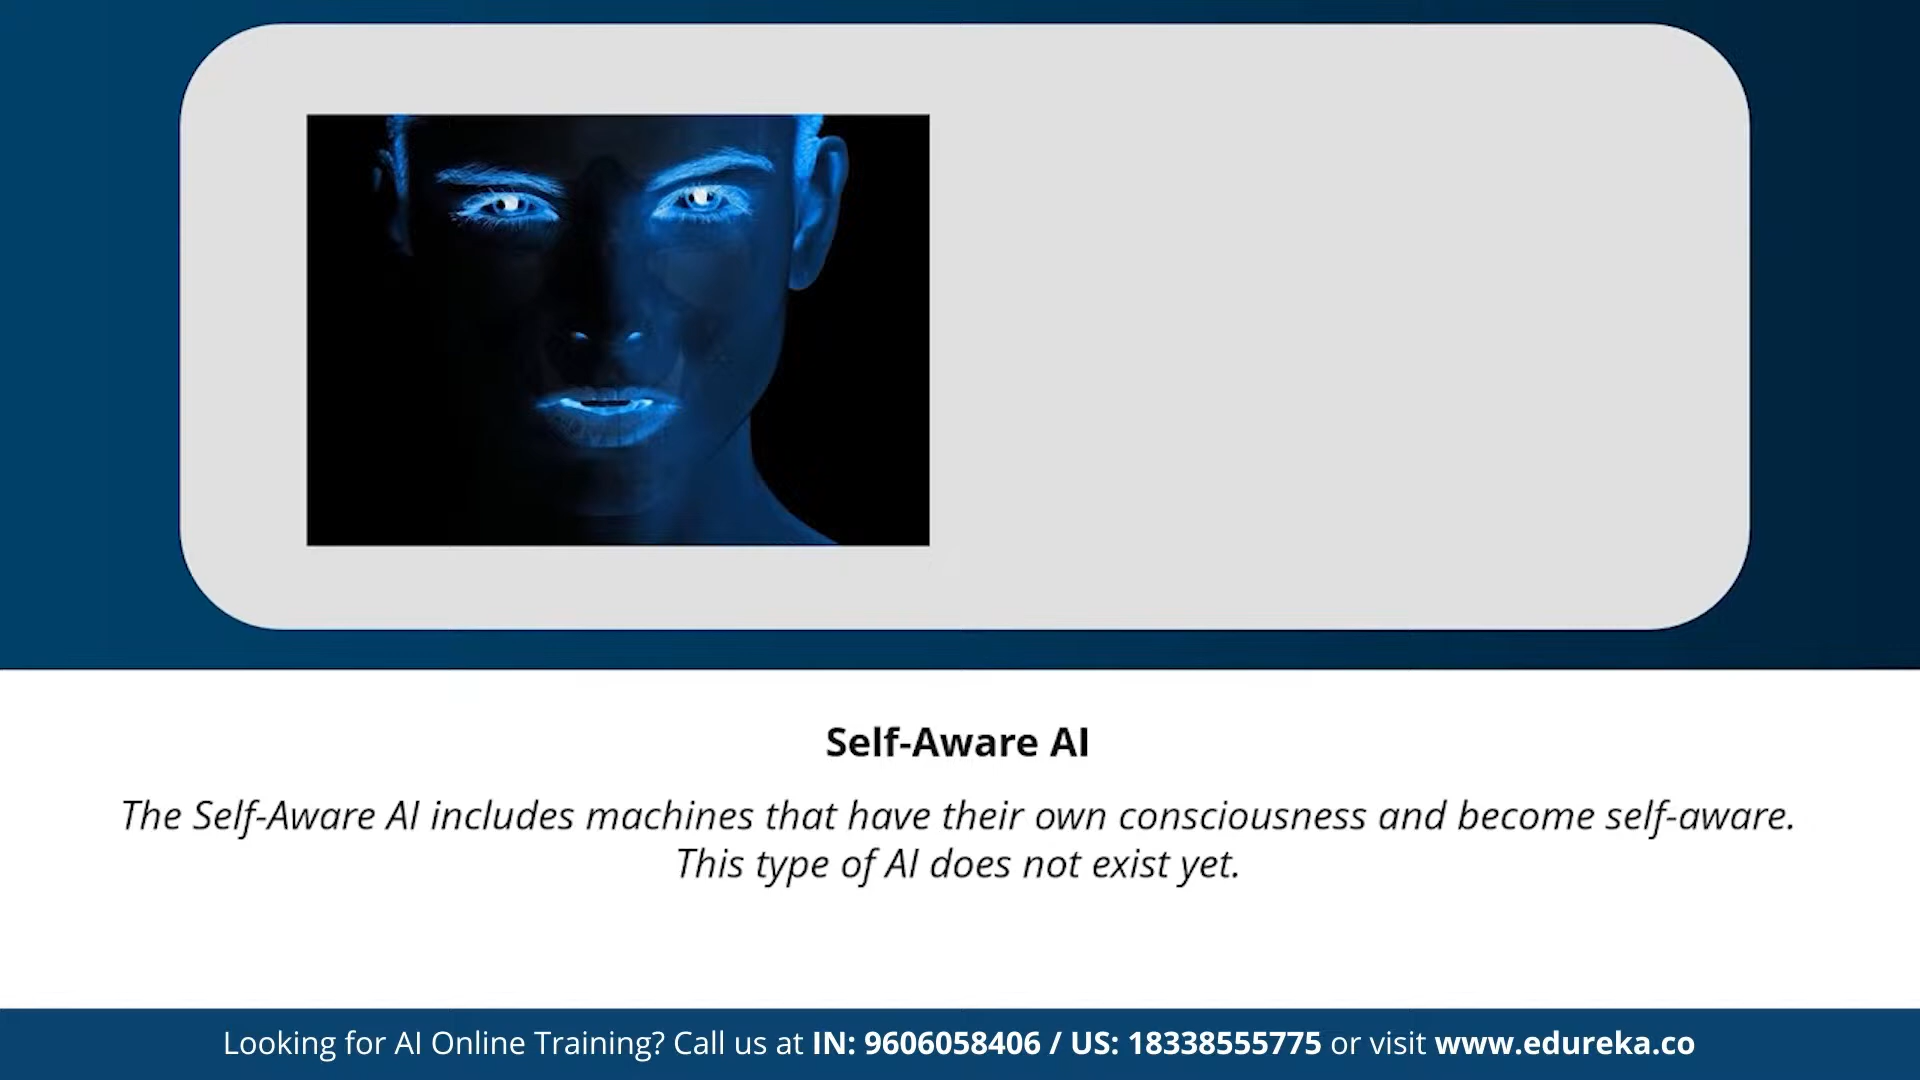 Self-Aware AI
The Self-Aware AI includes machines that have their own consciousness and become self-aware.
This type of AI does not exist yet.
Looking for AI Online Training? Call us at IN: 9606058406 / US: 18338555775 or visit www.edureka.co